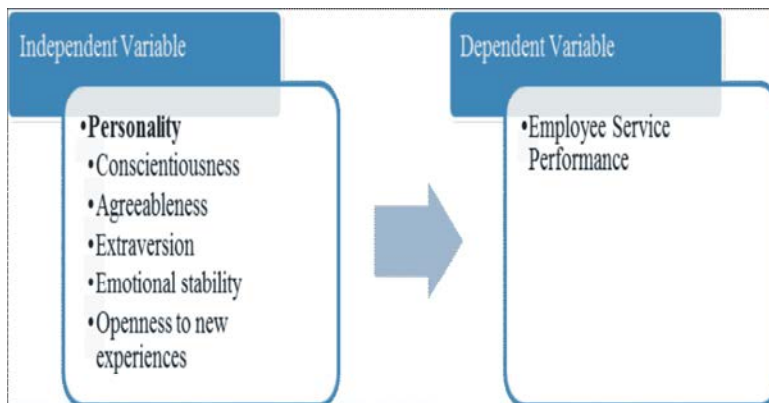 Independent Variable
•Personality
•Conscientiousness
•Agreeableness
•Extraversion
•Emotional stability
•Openness to new
experiences
Dependent Variable
•Employee Service
Performance